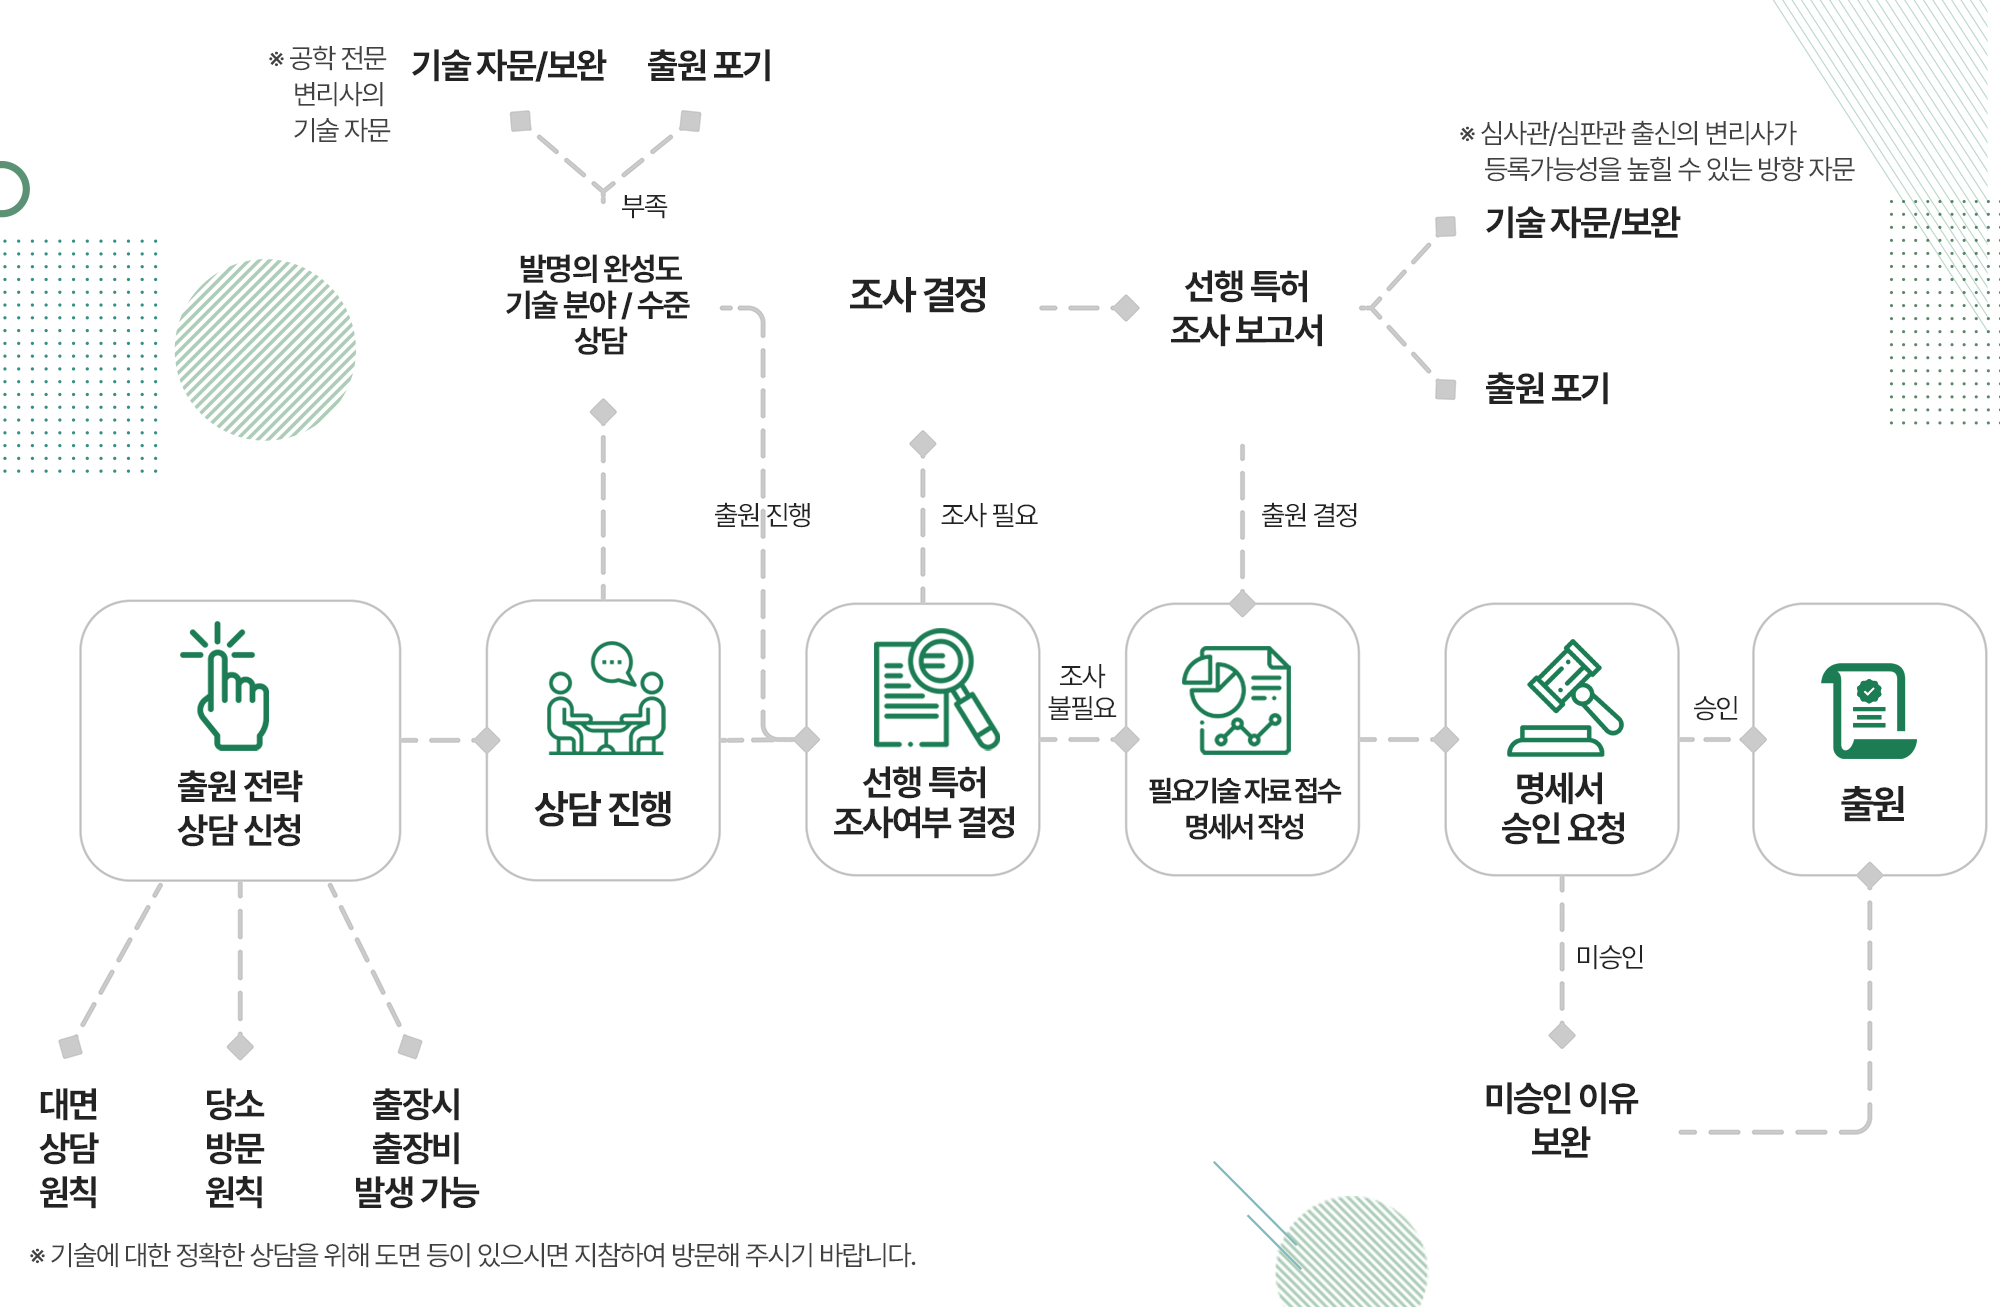 ※ 공학 전문
변리사의
기술 자문
기술 자문/보완
출원 포기
부족
발명의 완성도
기술 분야 / 수준
상담
조사 결정
선행 특허
조사 보고서
※ 심사관/심판관 출신의 변리사가
등록가능성을 높힐 수 있는 방향 자문
기술 자문/보완
출원 포기
출원 진행
조사 필요
출원 결정
출원 전략
상담 신청
상담 진행
선행 특허
조사여부 결정
조사
불필요
필요기술 자료 접수
명세서 작성
명세서
승인 요청
승인
출원
미승인
미승인 이유
보완
대면
상담
원칙
당소
방문
원칙
출장시
출장비
발생 가능
※ 기술에 대한 정확한 상담을 위해 도면 등이 있으시면 지참하여 방문해 주시기 바랍니다.